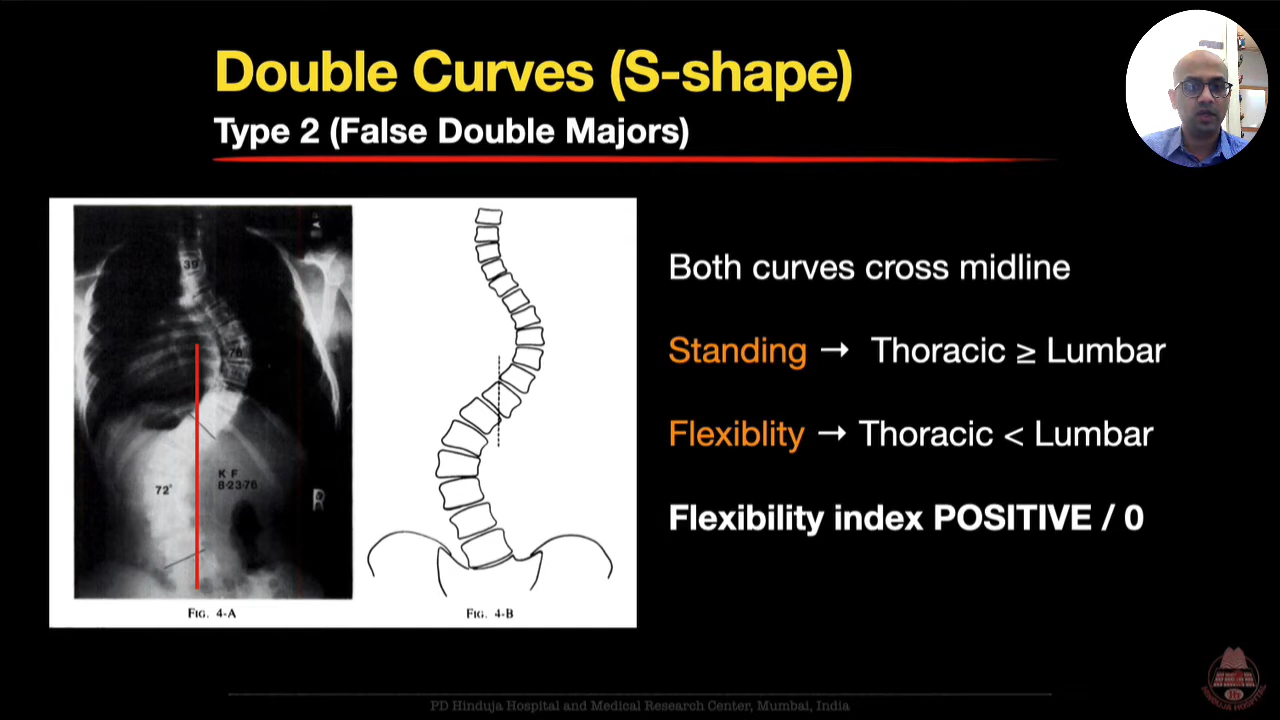 Double Curves (S-shape)
Type 2 (False Double Majors)
39°
76
72°
K F
8-23-76
R
FIG. 4-A
FIG. 4-B
Both curves cross midline
Standing → Thoracic ≥ Lumbar
Flexiblity → Thoracic < Lumbar
Flexibility index POSITIVE / 0
PD Hinduja Hospital and Medical Research Center, Mumbai, India